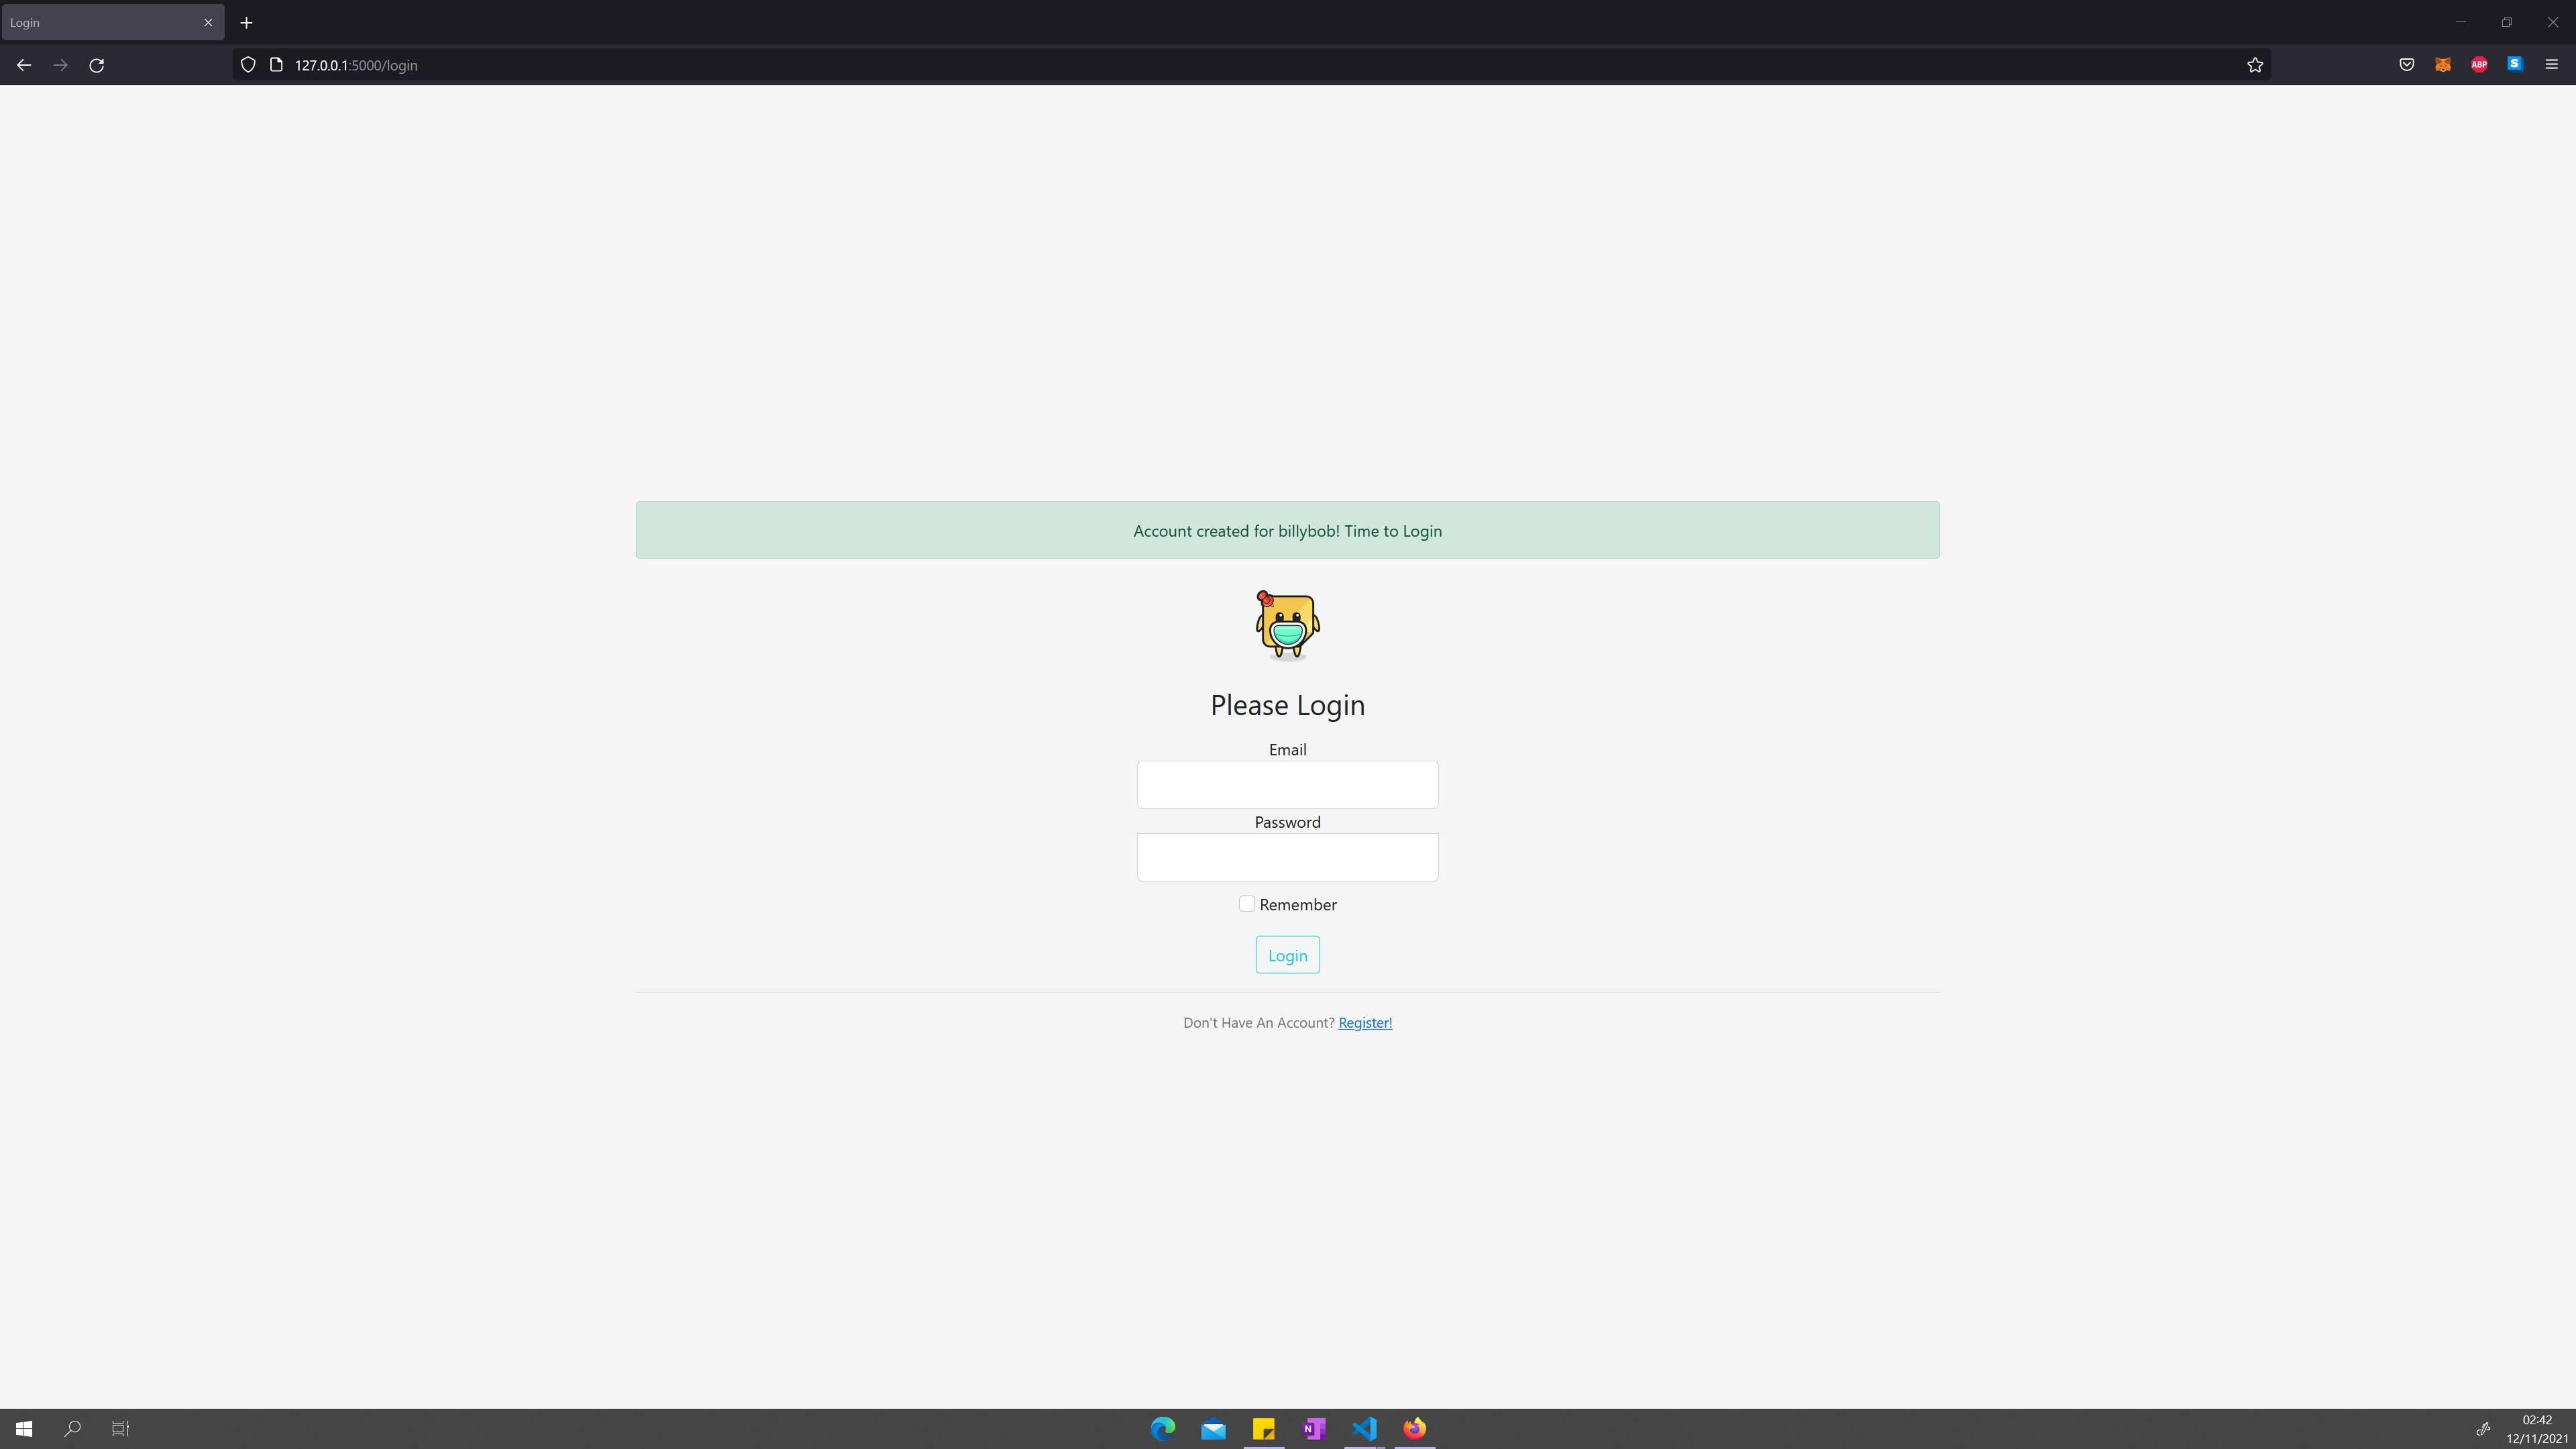 Login
127.0.0.1:5000/login
ABP
S
Account created for billybob! Time to Login
Please Login
Email
Password
Remember
Login
Don't Have An Account? Register!
N
02:42
12/11/2021